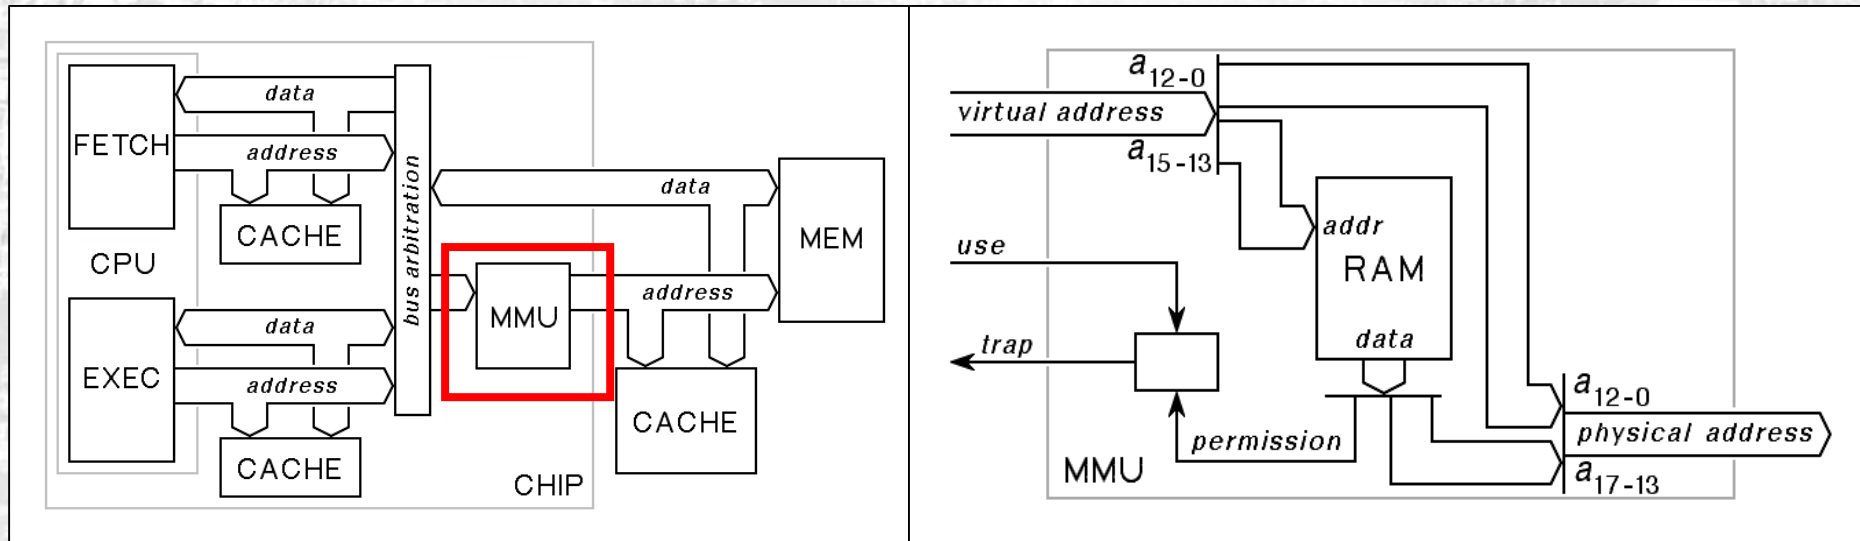 data
FETCH
address
CACHE
CPU
data
EXEC
address
CACHE
bus arbitration
CHIP
MMU
data
address
MEM
CACHE
a12-0
virtual address
a15-13
addr
RAM
use
data
trap
permission
MMU
a12-0
physical address
a17-13